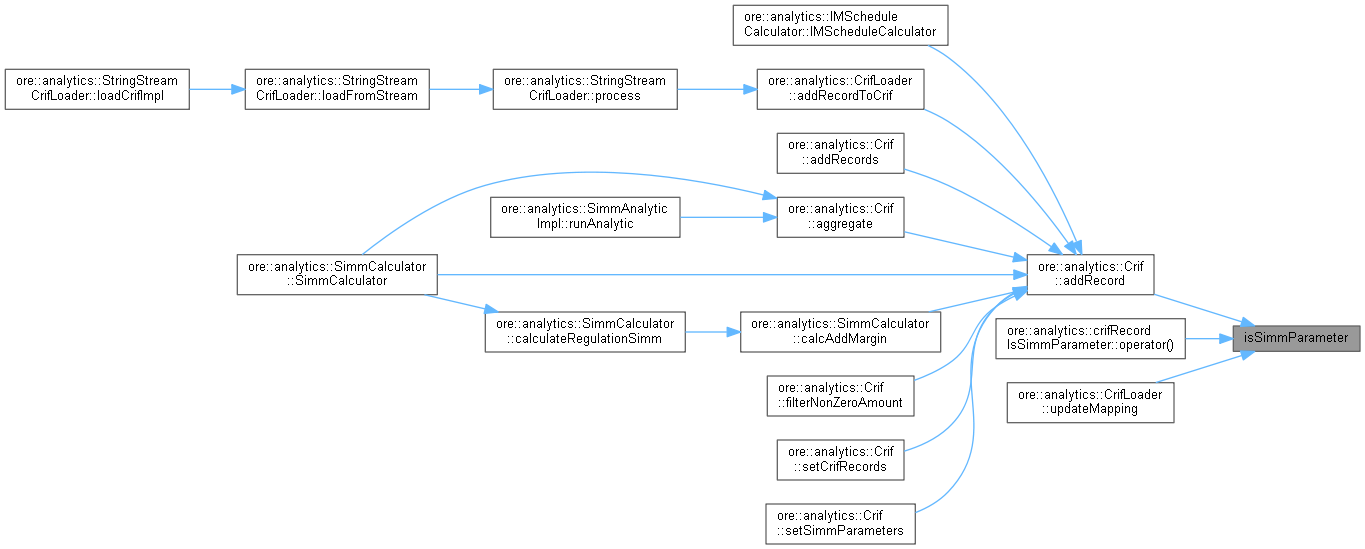 ore::analytics::IMSchedule
Calculator::IMScheduleCalculator
ore::analytics::StringStream
CrifLoader::loadCrifImpl
ore::analytics::StringStream
CrifLoader::loadFromStream
ore::analytics::StringStream
CrifLoader::process
ore::analytics::CrifLoader
::addRecordToCrif
ore::analytics::Crif
::addRecords
ore::analytics::SimmAnalytic
Impl::runAnalytic
ore::analytics::Crif
::aggregate
ore::analytics::SimmCalculator
::SimmCalculator
ore::analytics::Crif
::addRecord
ore::analytics::SimmCalculator
::calculateRegulationSimm
ore::analytics::SimmCalculator
::calcAddMargin
ore::analytics::crifRecord
IsSimmParameter::operator()
isSimmParameter
ore::analytics::Crif
::filterNonZeroAmount
ore::analytics::CrifLoader
::updateMapping
ore::analytics::Crif
::setCrifRecords
ore::analytics::Crif
::setSimmParameters